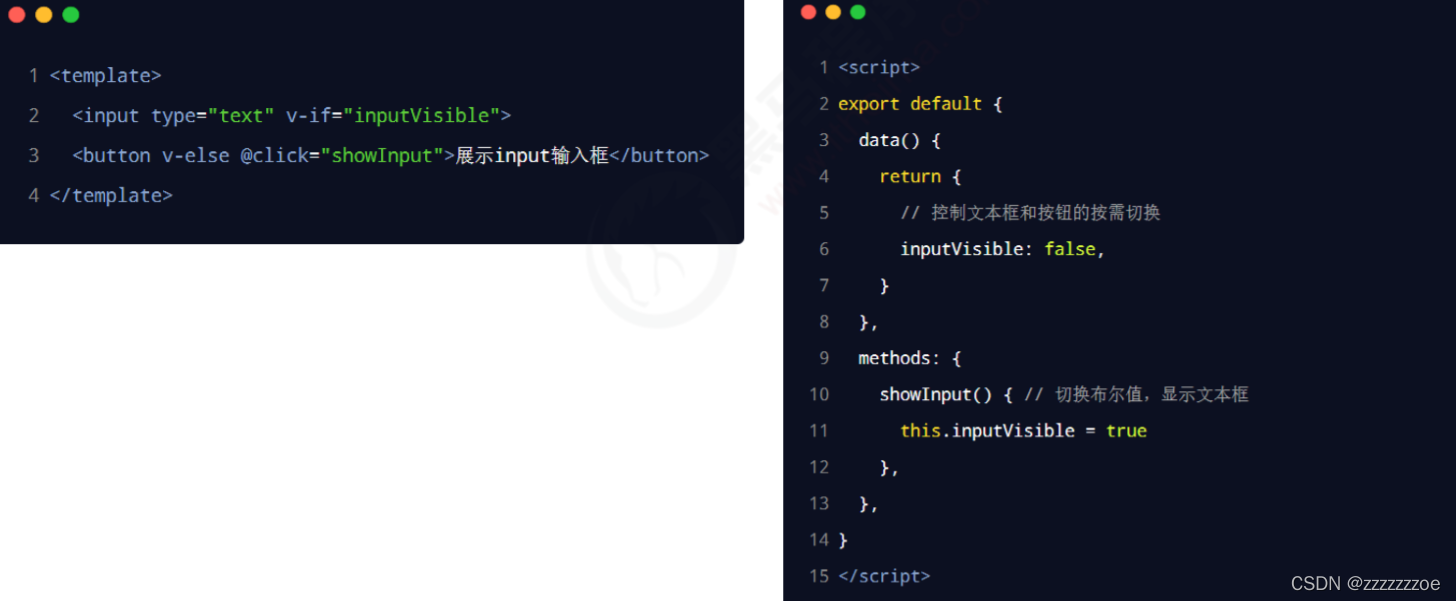 1 <template>
2 <input type="text" v-if="inputVisible">
3 <button v-else @click="showInput">展示input输入框</button>
4 </template>
1 <script>
2 export default {
3 data() {
4 return {
5 // 控制文本框和按钮的按需切换
6 inputVisible: false,
7 }
8 },
9 methods: {
10 showInput() { // 切换布尔值，显示文本框
11 this.inputVisible = true
12 },
13 },
14 }
15 </script>
CSDN @zzzzzzzoe